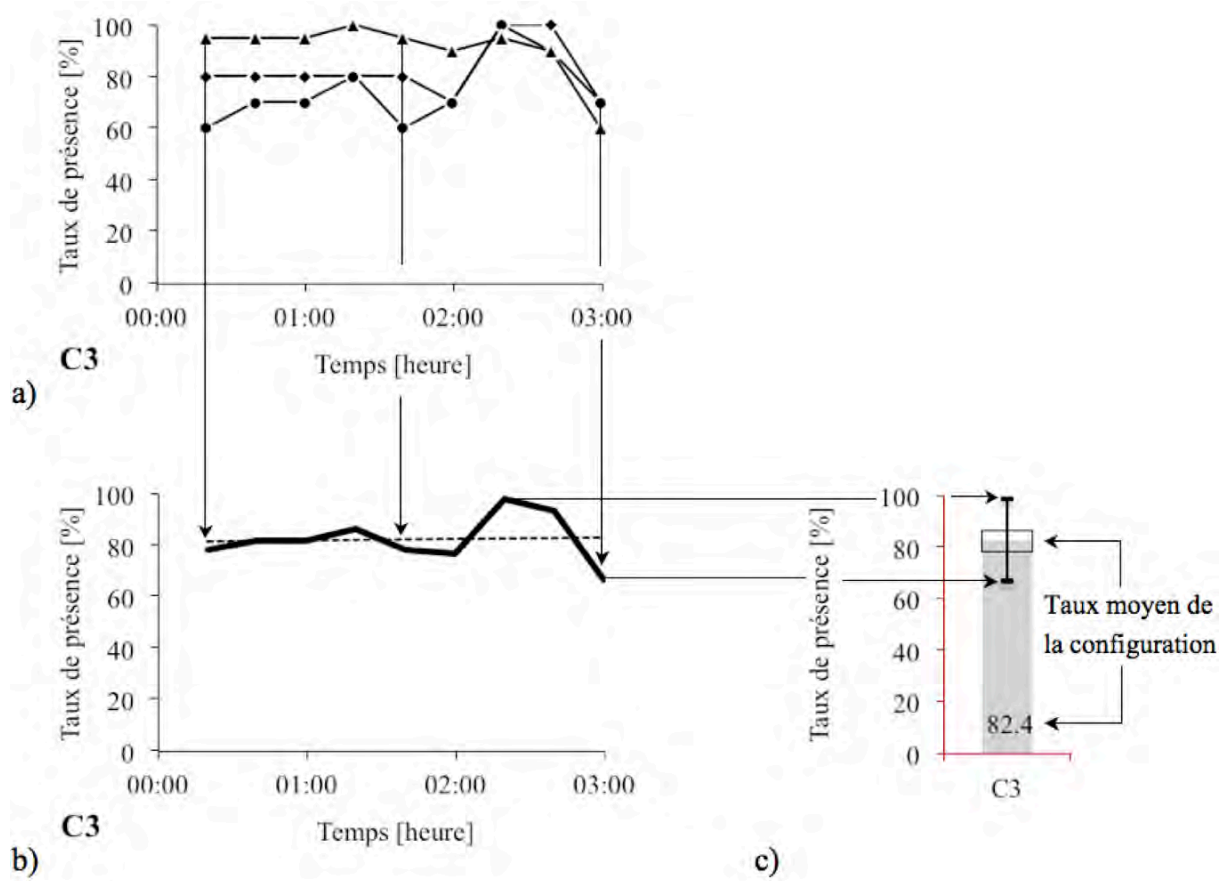 100
80
60
40
20
0
Taux de présence [%]
00:00 01:00 02:00 03:00
C3
Temps [heure]
a)
100
80
60
40
20
0
Taux de présence [%]
00:00 01:00 02:00 03:00
C3
Temps [heure]
b)
100
80
60
40
20
0
Taux de présence [%]
82.4
C3
Taux moyen de
la configuration
c)